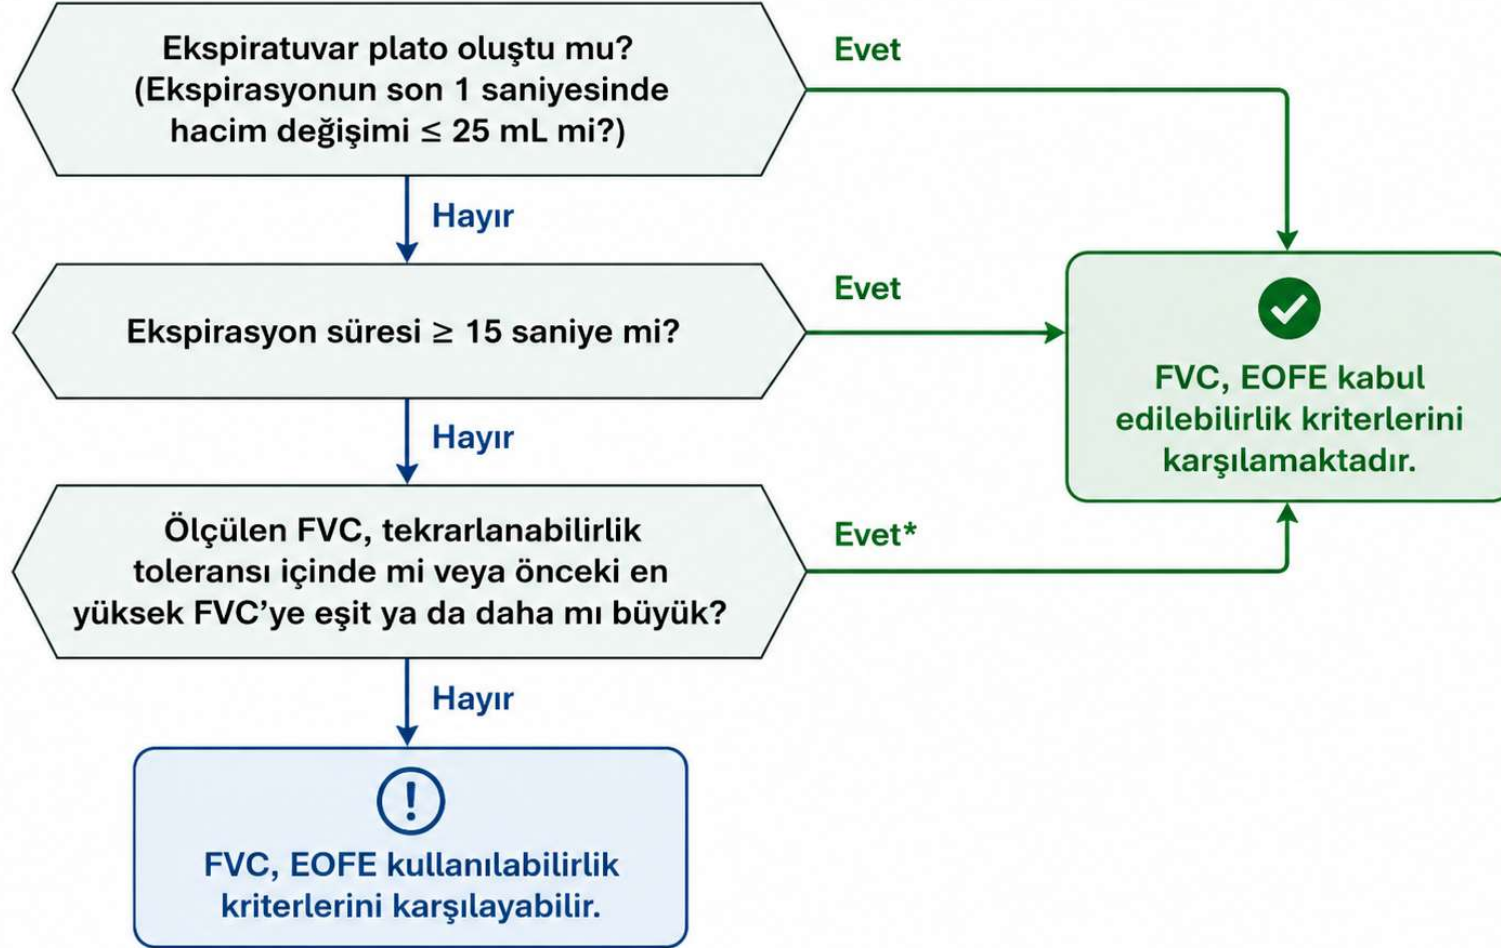 Ekspiratuvar plato oluştu mu?
(Ekspirasyonun son 1 saniyesinde
hacim değişimi ≤ 25 mL mi?)
Evet
Hayır
Ekspirasyon süresi ≥ 15 saniye mi?
Evet
FVC, EOFE kabul
edilebilirlik kriterlerini
karşılamaktadır.
Hayır
Ölçülen FVC, tekrarlanabilirlik
toleransı içinde mi veya önceki en
yüksek FVC’ye eşit ya da daha mı büyük?
Evet*
Hayır
FVC, EOFE kullanılabilirlik
kriterlerini karşılayabilir.